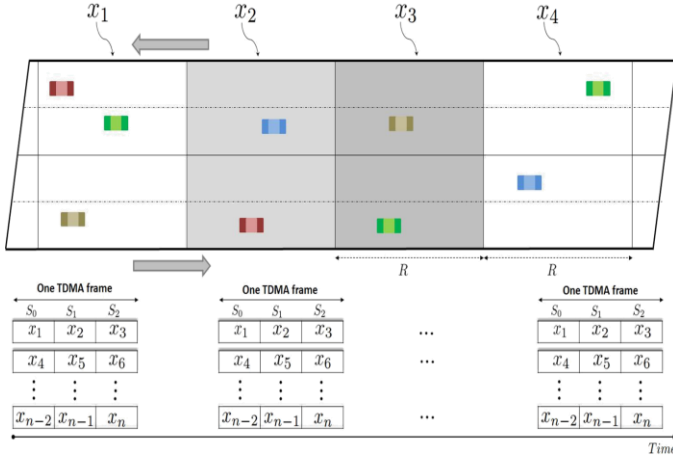 x₁ x₂ x₃ x₄
R R
One TDMA frame One TDMA frame One TDMA frame
S₀ S₁ S₂ S₀ S₁ S₂ S₀ S₁ S₂
x₁ x₂ x₃ x₁ x₂ x₃ ... x₁ x₂ x₃
x₄ x₅ x₆ x₄ x₅ x₆ ... x₄ x₅ x₆
⋮ ⋮ ⋮ ⋮ ⋮ ⋮ ⋮ ⋮ ⋮
xₙ₋₂ xₙ₋₁ xₙ xₙ₋₂ xₙ₋₁ xₙ ... xₙ₋₂ xₙ₋₁ xₙ
Time